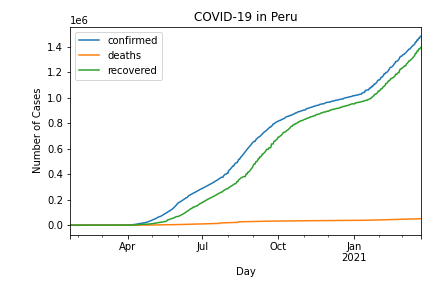 COVID-19 in Peru
1e6
confirmed
deaths
recovered
1.4
1.2
1.0
0.8
0.6
0.4
0.2
0.0
Number of Cases
Apr Jul Oct Jan
2021
Day